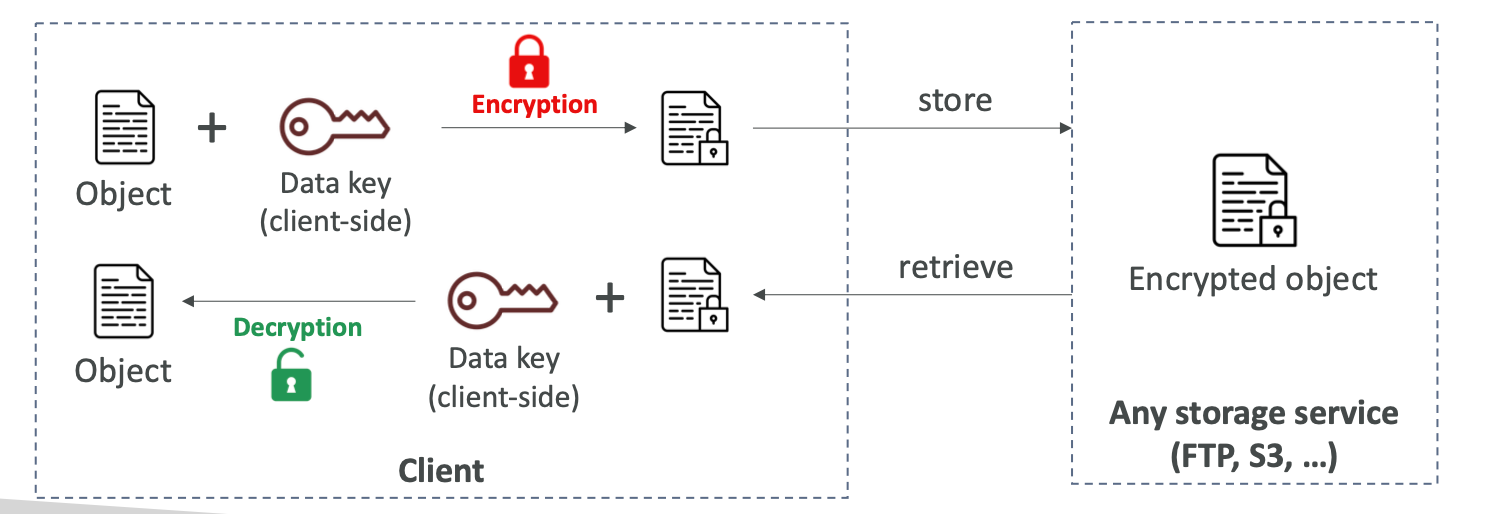 Encryption
store
Object
Data key
(client-side)
retrieve
Encrypted object
Decryption
Object
Data key
(client-side)
Any storage service
(FTP, S3, …)
Client